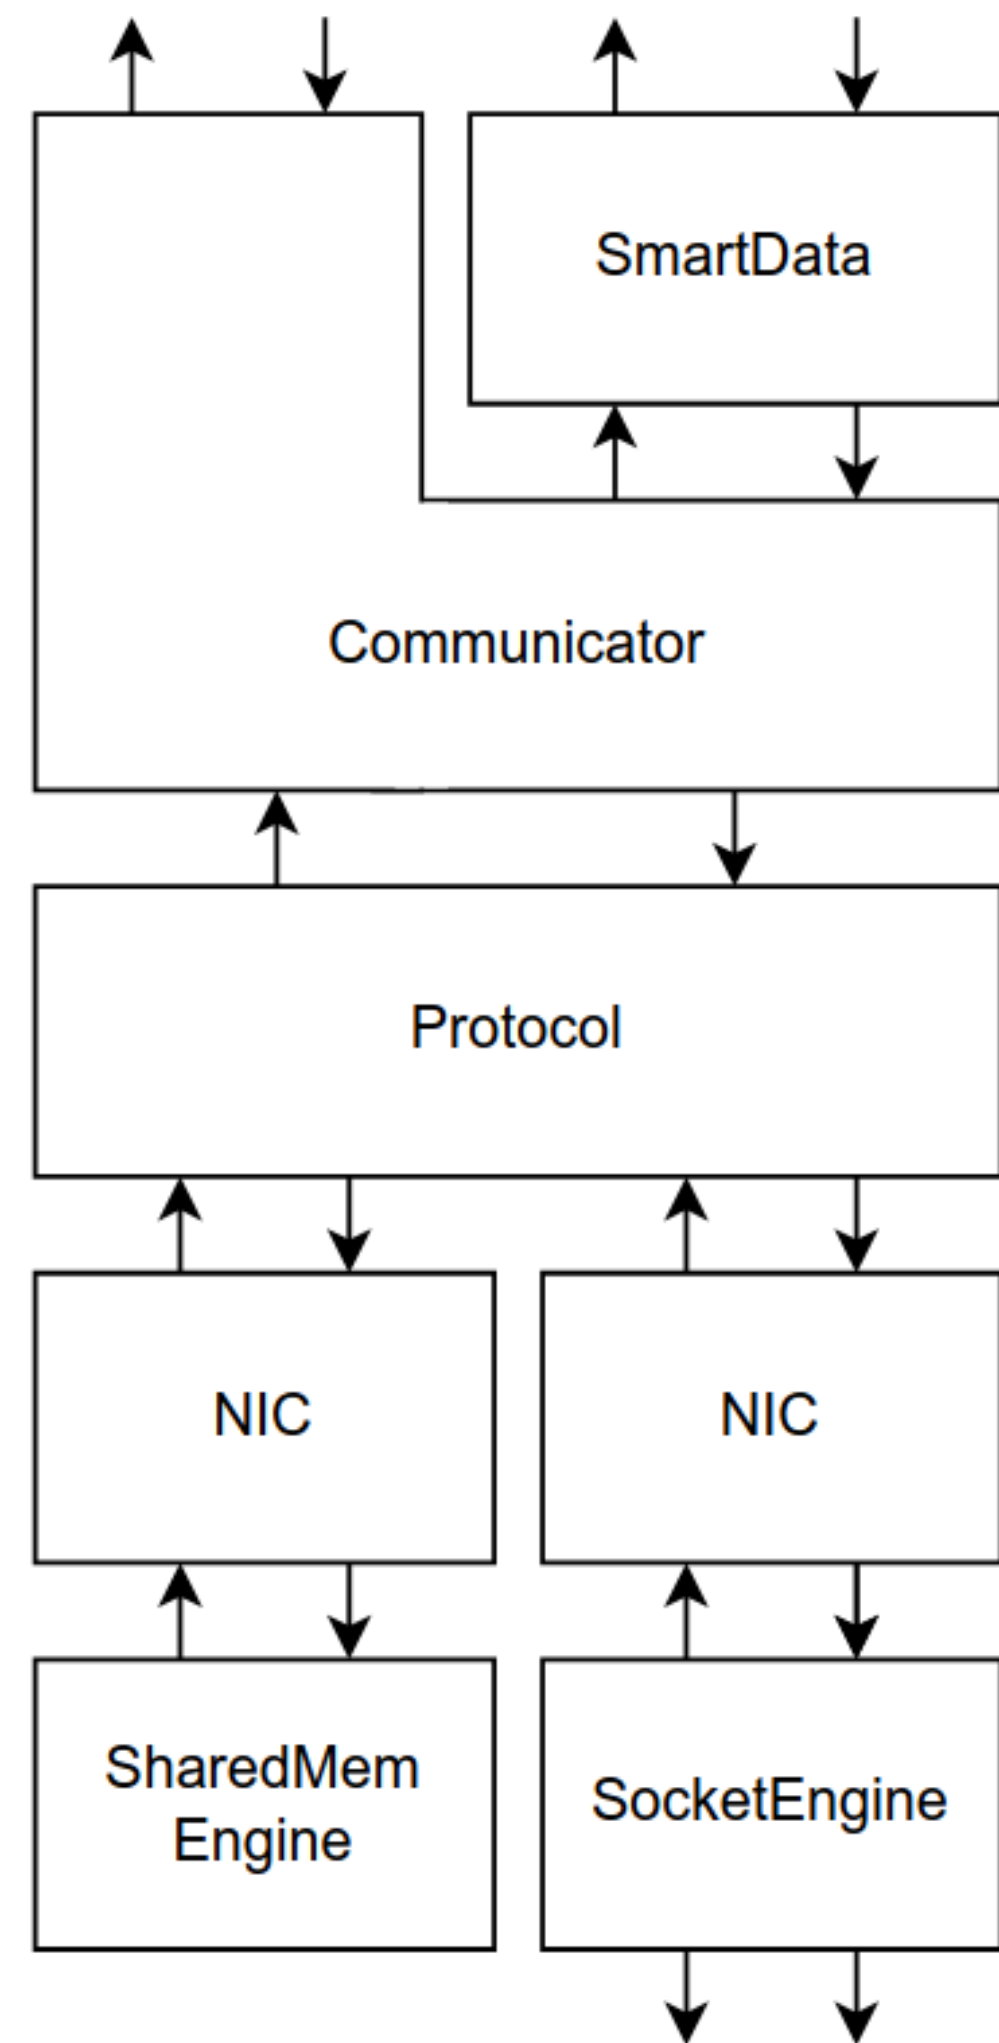 SmartData
Communicator
Protocol
NIC
NIC
SharedMem
Engine
SocketEngine